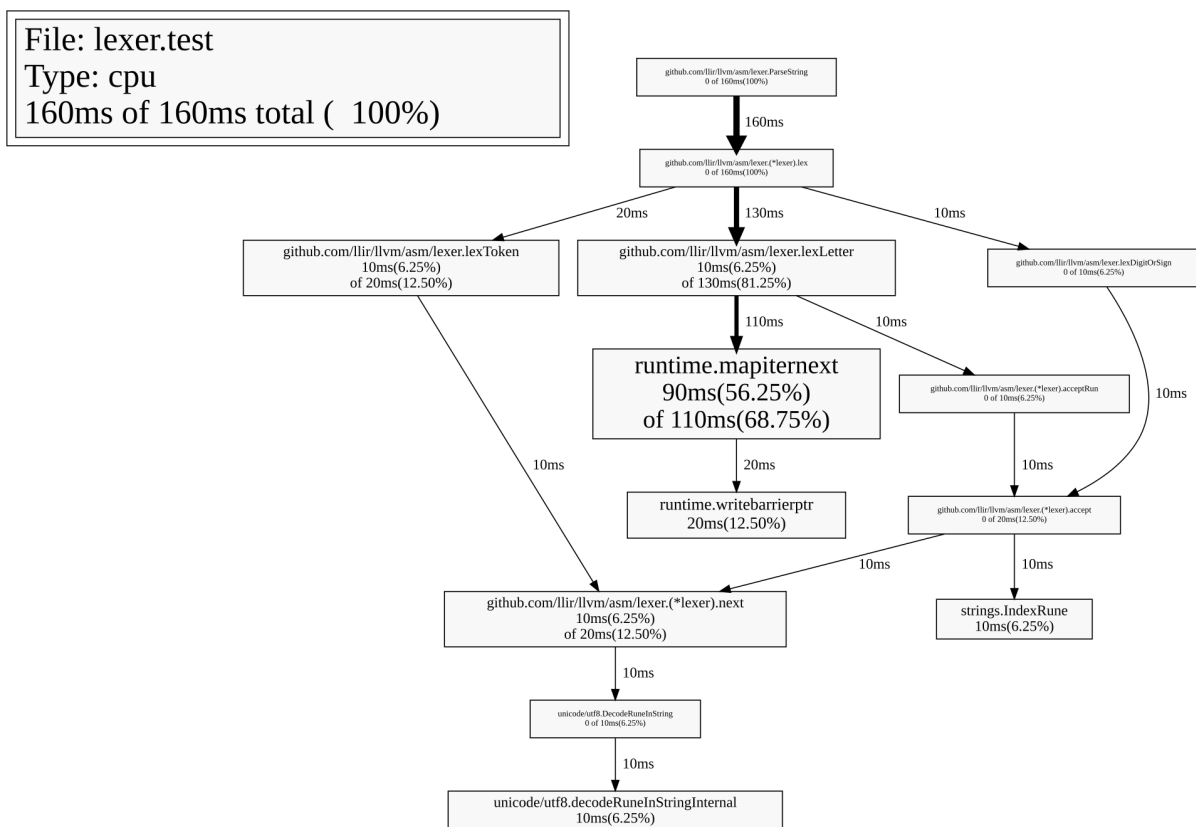 File: lexer.test
Type: cpu
160ms of 160ms total (  100%)
github.com/llir/llvm/asm/lexer.ParseString
0 of 160ms(100%)
160ms
github.com/llir/llvm/asm/lexer.(*lexer).lex
0 of 160ms(100%)
20ms
130ms
10ms
github.com/llir/llvm/asm/lexer.lexToken
10ms(6.25%)
of 20ms(12.50%)
github.com/llir/llvm/asm/lexer.lexLetter
10ms(6.25%)
of 130ms(81.25%)
github.com/llir/llvm/asm/lexer.lexDigitOrSign
0 of 10ms(6.25%)
110ms
10ms
runtime.mapiternext
90ms(56.25%)
of 110ms(68.75%)
github.com/llir/llvm/asm/lexer.(*lexer).acceptRun
0 of 10ms(6.25%)
10ms
10ms
20ms
10ms
runtime.writebarrierptr
20ms(12.50%)
github.com/llir/llvm/asm/lexer.(*lexer).accept
0 of 20ms(12.50%)
10ms
10ms
github.com/llir/llvm/asm/lexer.(*lexer).next
10ms(6.25%)
of 20ms(12.50%)
strings.IndexRune
10ms(6.25%)
10ms
unicode/utf8.DecodeRuneInString
0 of 10ms(6.25%)
10ms
unicode/utf8.decodeRuneInStringInternal
10ms(6.25%)